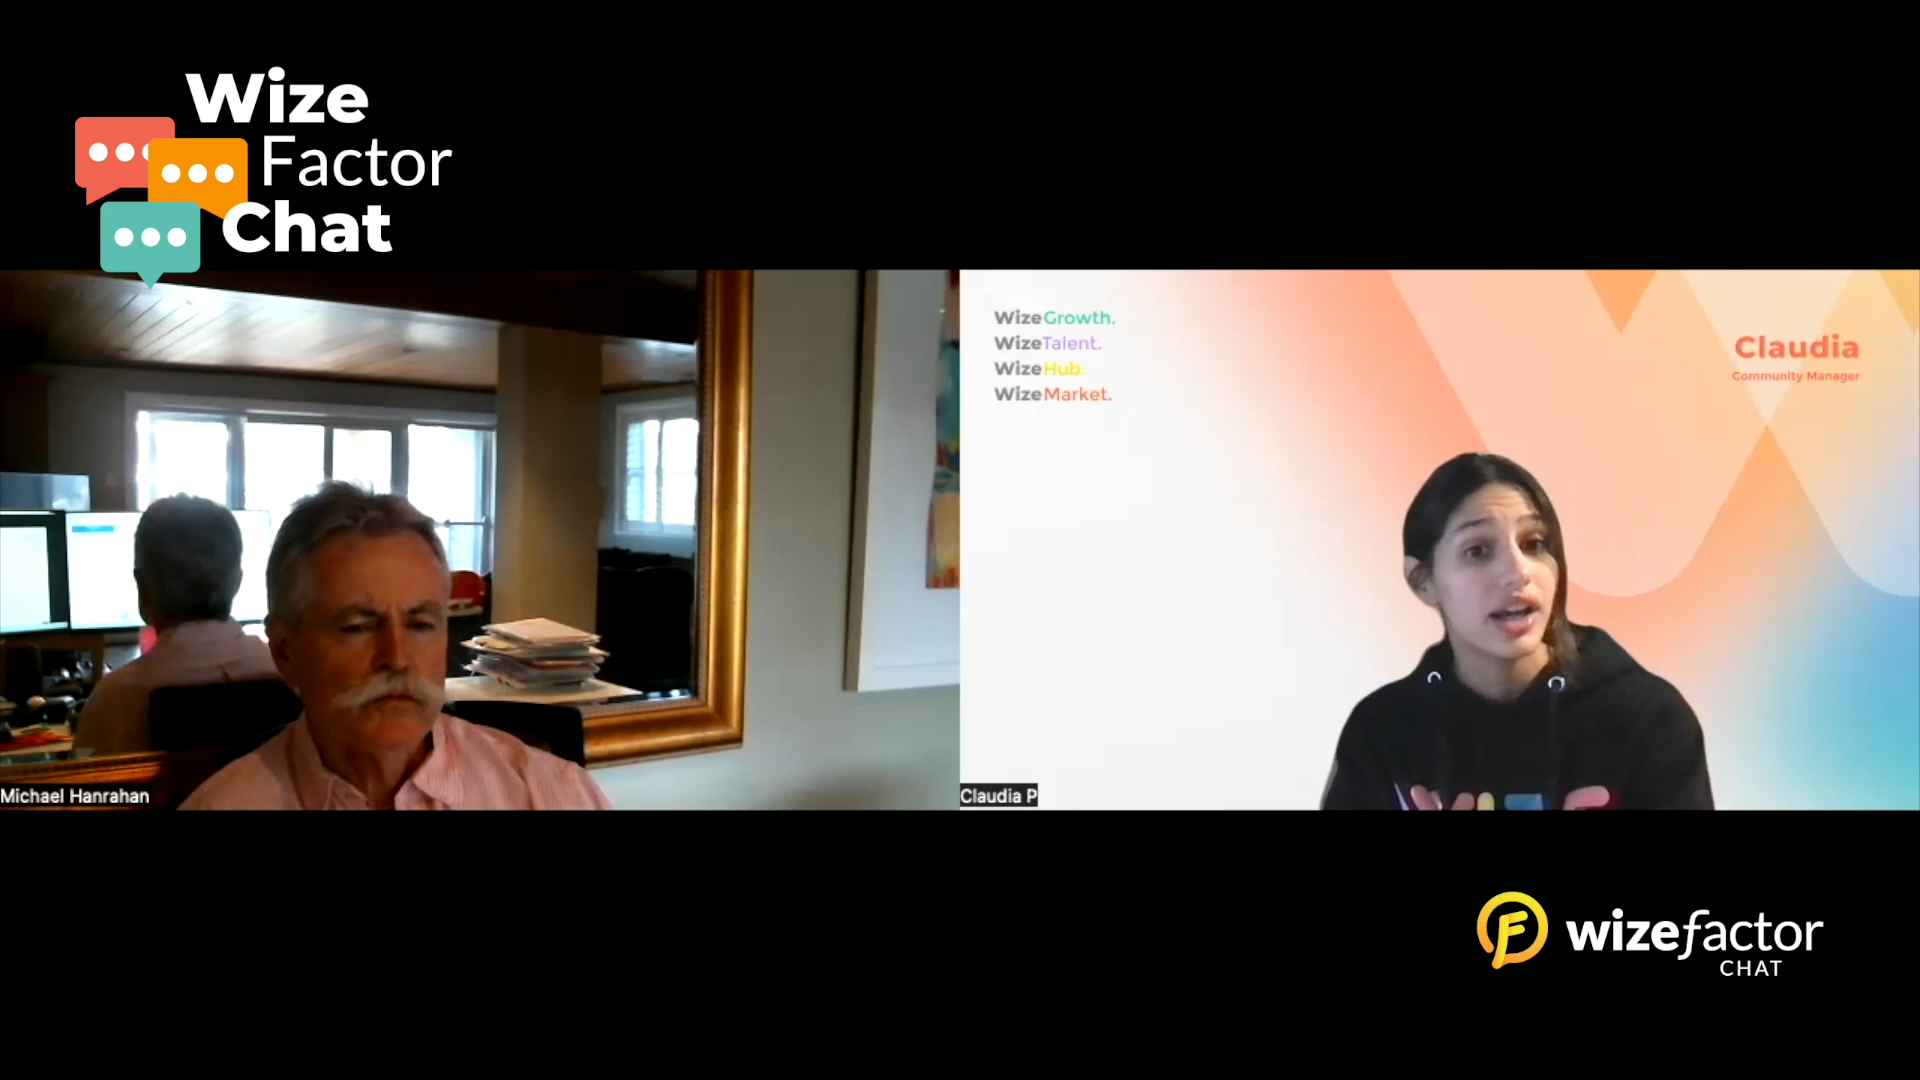 Wize
Factor
Chat
WizeGrowth.
WizeTalent.
WizeHub.
WizeMarket.
Claudia
Community Manager
Michael Hanrahan
Claudia P
wizefactor
CHAT